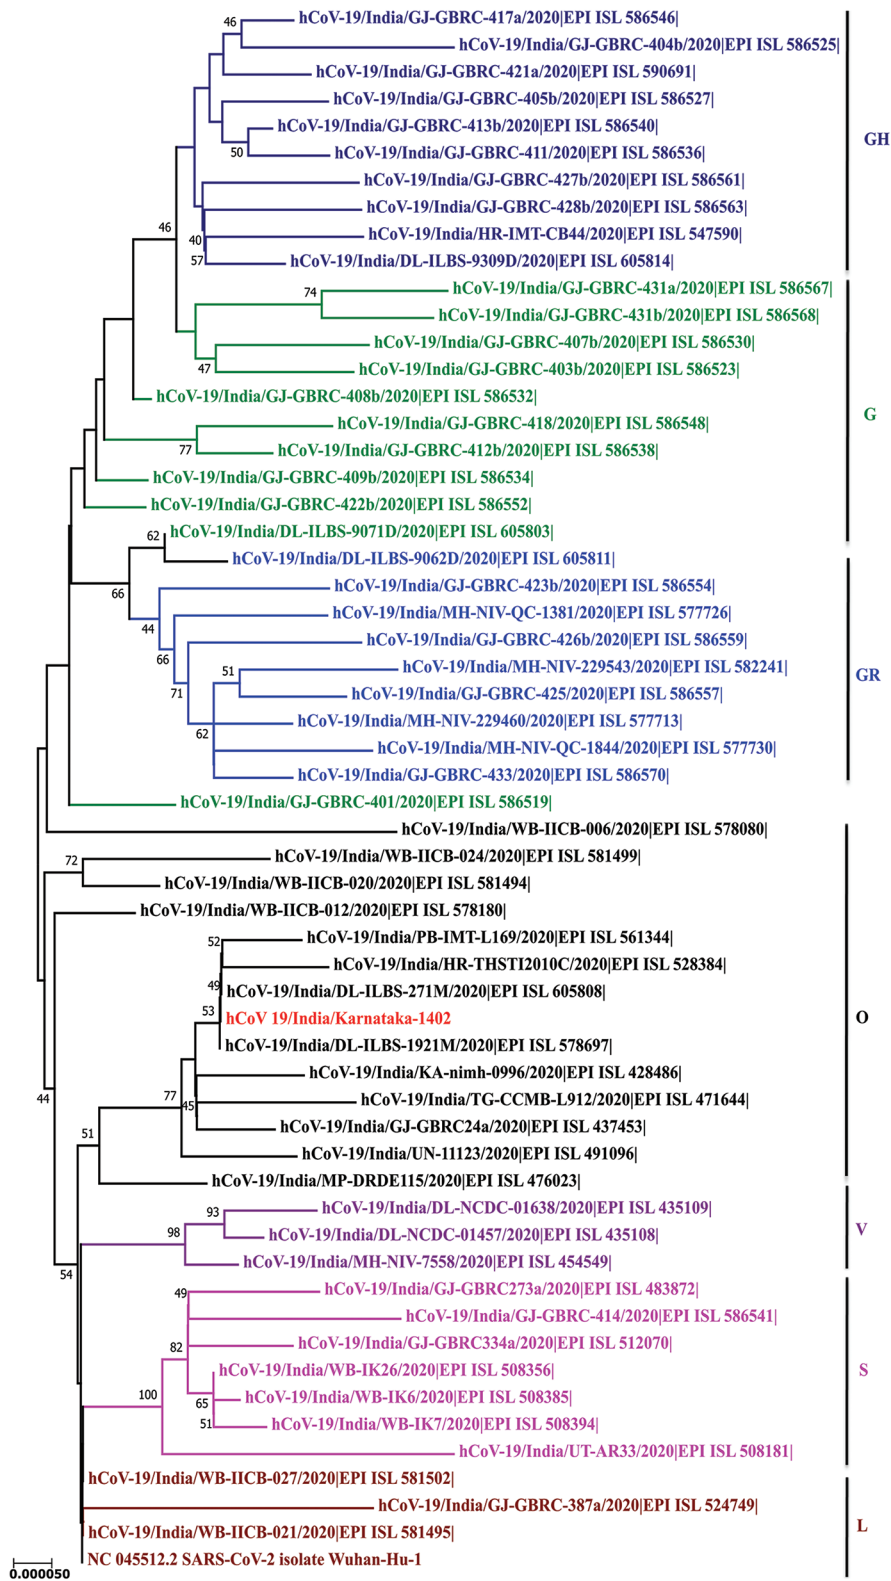 46
hCoV-19/India/GJ-GBRC-417a/2020|EPI ISL 586546|
hCoV-19/India/GJ-GBRC-404b/2020|EPI ISL 586525|
hCoV-19/India/GJ-GBRC-421a/2020|EPI ISL 590691|
hCoV-19/India/GJ-GBRC-405b/2020|EPI ISL 586527|
hCoV-19/India/GJ-GBRC-413b/2020|EPI ISL 586540|
GH
50
hCoV-19/India/GJ-GBRC-411/2020|EPI ISL 586536|
hCoV-19/India/GJ-GBRC-427b/2020|EPI ISL 586561|
hCoV-19/India/GJ-GBRC-428b/2020|EPI ISL 586563|
46
40
hCoV-19/India/HR-IMT-CB44/2020|EPI ISL 547590|
57
hCoV-19/India/DL-ILBS-9309D/2020|EPI ISL 605814|
74
hCoV-19/India/GJ-GBRC-431a/2020|EPI ISL 586567|
hCoV-19/India/GJ-GBRC-431b/2020|EPI ISL 586568|
hCoV-19/India/GJ-GBRC-407b/2020|EPI ISL 586530|
47
hCoV-19/India/GJ-GBRC-403b/2020|EPI ISL 586523|
hCoV-19/India/GJ-GBRC-408b/2020|EPI ISL 586532|
G
hCoV-19/India/GJ-GBRC-418/2020|EPI ISL 586548|
77
hCoV-19/India/GJ-GBRC-412b/2020|EPI ISL 586538|
hCoV-19/India/GJ-GBRC-409b/2020|EPI ISL 586534|
hCoV-19/India/GJ-GBRC-422b/2020|EPI ISL 586552|
62
hCoV-19/India/DL-ILBS-9071D/2020|EPI ISL 605803|
hCoV-19/India/DL-ILBS-9062D/2020|EPI ISL 605811|
66
hCoV-19/India/GJ-GBRC-423b/2020|EPI ISL 586554|
hCoV-19/India/MH-NIV-QC-1381/2020|EPI ISL 577726|
44
hCoV-19/India/GJ-GBRC-426b/2020|EPI ISL 586559|
66
51
hCoV-19/India/MH-NIV-229543/2020|EPI ISL 582241|
GR
71
hCoV-19/India/GJ-GBRC-425/2020|EPI ISL 586557|
hCoV-19/India/MH-NIV-229460/2020|EPI ISL 577713|
62
hCoV-19/India/MH-NIV-QC-1844/2020|EPI ISL 577730|
hCoV-19/India/GJ-GBRC-433/2020|EPI ISL 586570|
hCoV-19/India/GJ-GBRC-401/2020|EPI ISL 586519|
hCoV-19/India/WB-IICB-006/2020|EPI ISL 578080|
72
hCoV-19/India/WB-IICB-024/2020|EPI ISL 581499|
hCoV-19/India/WB-IICB-020/2020|EPI ISL 581494|
hCoV-19/India/WB-IICB-012/2020|EPI ISL 578180|
52
hCoV-19/India/PB-IMT-L169/2020|EPI ISL 561344|
hCoV-19/India/HR-THSTI2010C/2020|EPI ISL 528384|
49
hCoV-19/India/DL-ILBS-271M/2020|EPI ISL 605808|
53
hCoV 19/India/Karnataka-1402
O
hCoV-19/India/DL-ILBS-1921M/2020|EPI ISL 578697|
hCoV-19/India/KA-nimh-0996/2020|EPI ISL 428486|
44
77
45
hCoV-19/India/TG-CCMB-L912/2020|EPI ISL 471644|
hCoV-19/India/GJ-GBRC24a/2020|EPI ISL 437453|
51
hCoV-19/India/UN-11123/2020|EPI ISL 491096|
hCoV-19/India/MP-DRDE115/2020|EPI ISL 476023|
93
hCoV-19/India/DL-NCDC-01638/2020|EPI ISL 435109|
98
hCoV-19/India/DL-NCDC-01457/2020|EPI ISL 435108|
V
hCoV-19/India/MH-NIV-7558/2020|EPI ISL 454549|
54
49
hCoV-19/India/GJ-GBRC273a/2020|EPI ISL 483872|
hCoV-19/India/GJ-GBRC-414/2020|EPI ISL 586541|
82
hCoV-19/India/GJ-GBRC334a/2020|EPI ISL 512070|
hCoV-19/India/WB-IK26/2020|EPI ISL 508356|
S
100
65
hCoV-19/India/WB-IK6/2020|EPI ISL 508385|
51
hCoV-19/India/WB-IK7/2020|EPI ISL 508394|
hCoV-19/India/UT-AR33/2020|EPI ISL 508181|
hCoV-19/India/WB-IICB-027/2020|EPI ISL 581502|
hCoV-19/India/GJ-GBRC-387a/2020|EPI ISL 524749|
L
hCoV-19/India/WB-IICB-021/2020|EPI ISL 581495|
NC 045512.2 SARS-CoV-2 isolate Wuhan-Hu-1
0.000050